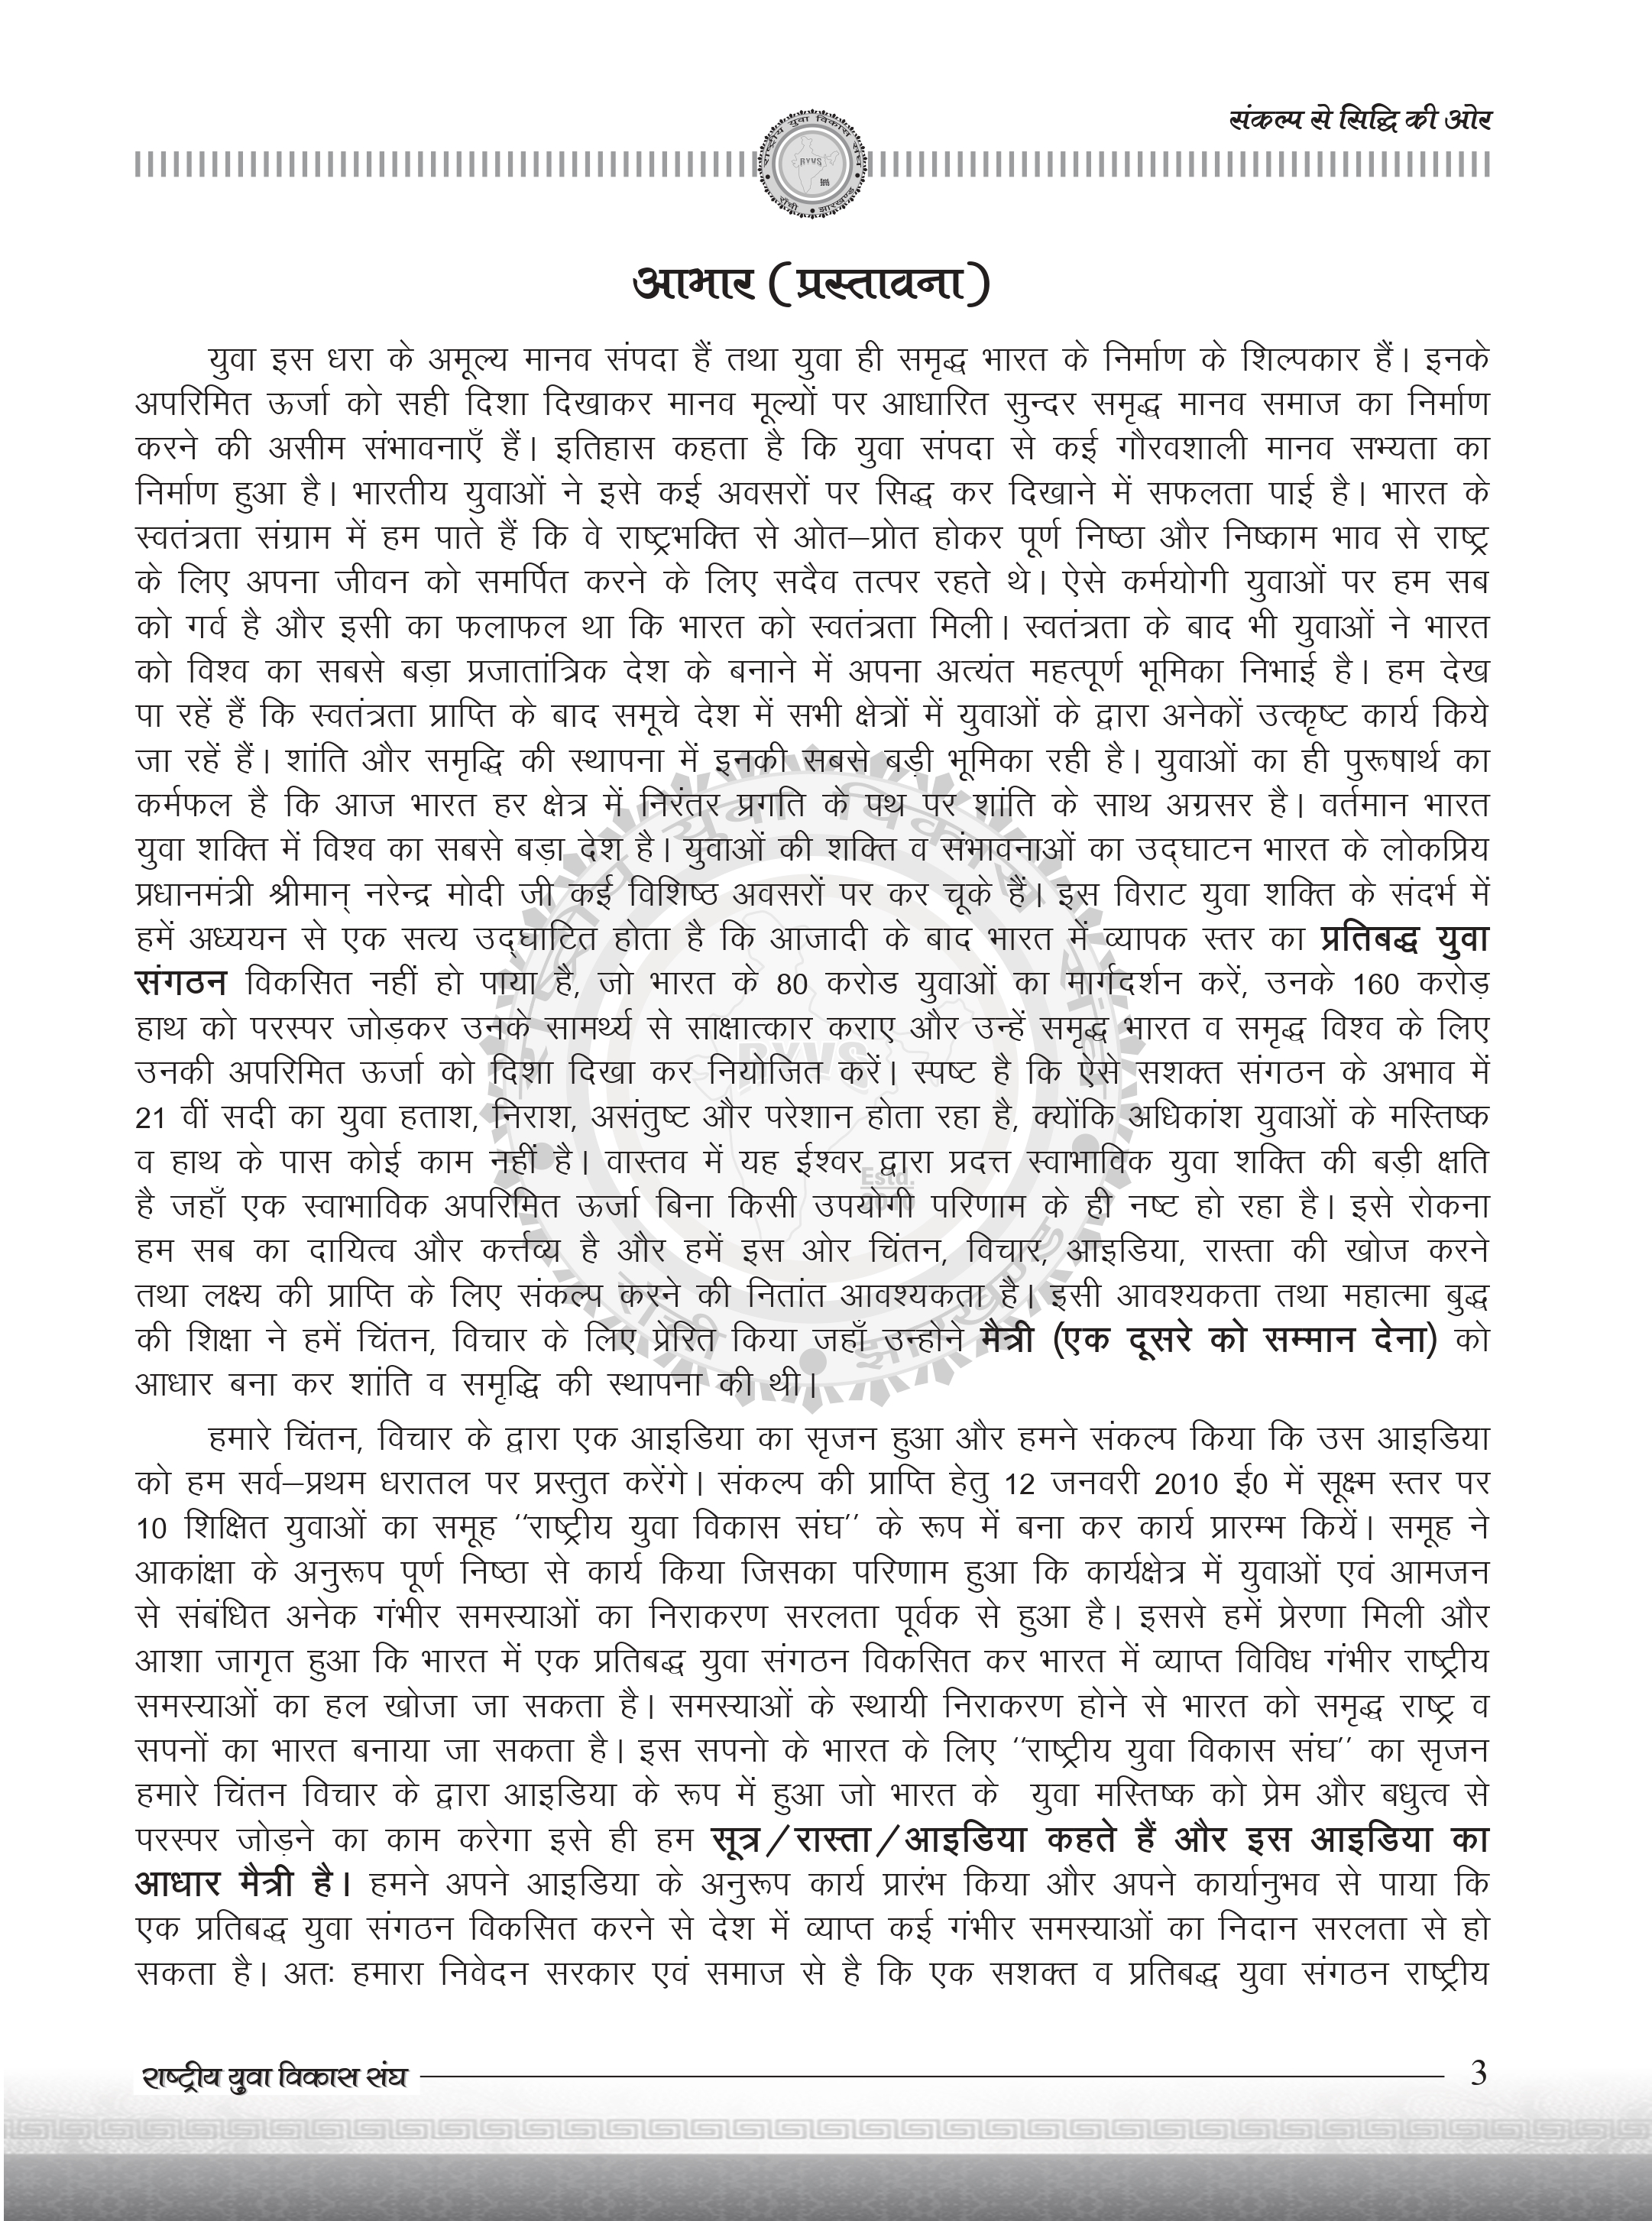 संकल्प से सिद्धि की ओर
राष्ट्रीय युवा विकास संघ
RYVS
राँची • झारखण्ड
आभार (प्रस्तावना)
युवा इस धरा के अमूल्य मानव संपदा हैं तथा युवा ही समृद्ध भारत के निर्माण के शिल्पकार हैं। इनके
अपरिमित ऊर्जा को सही दिशा दिखाकर मानव मूल्यों पर आधारित सुन्दर समृद्ध मानव समाज का निर्माण
करने की असीम संभावनाएँ हैं। इतिहास कहता है कि युवा संपदा से कई गौरवशाली मानव सभ्यता का
निर्माण हुआ है। भारतीय युवाओं ने इसे कई अवसरों पर सिद्ध कर दिखाने में सफलता पाई है। भारत के
स्वतंत्रता संग्राम में हम पाते हैं कि वे राष्ट्रभक्ति से ओत–प्रोत होकर पूर्ण निष्ठा और निष्काम भाव से राष्ट्र
के लिए अपना जीवन को समर्पित करने के लिए सदैव तत्पर रहते थे। ऐसे कर्मयोगी युवाओं पर हम सब
को गर्व है और इसी का फलाफल था कि भारत को स्वतंत्रता मिली। स्वतंत्रता के बाद भी युवाओं ने भारत
को विश्व का सबसे बड़ा प्रजातांत्रिक देश के बनाने में अपना अत्यंत महत्पूर्ण भूमिका निभाई है। हम देख
पा रहें हैं कि स्वतंत्रता प्राप्ति के बाद समूचे देश में सभी क्षेत्रों में युवाओं के द्वारा अनेकों उत्कृष्ट कार्य किये
जा रहें हैं। शांति और समृद्धि की स्थापना में इनकी सबसे बड़ी भूमिका रही है। युवाओं का ही पुरूषार्थ का
कर्मफल है कि आज भारत हर क्षेत्र में निरंतर प्रगति के पथ पर शांति के साथ अग्रसर है। वर्तमान भारत
युवा शक्ति में विश्व का सबसे बड़ा देश है। युवाओं की शक्ति व संभावनाओं का उद्घाटन भारत के लोकप्रिय
प्रधानमंत्री श्रीमान् नरेन्द्र मोदी जी कई विशिष्ठ अवसरों पर कर चूके हैं। इस विराट युवा शक्ति के संदर्भ में
हमें अध्ययन से एक सत्य उद्घाटित होता है कि आजादी के बाद भारत में व्यापक स्तर का प्रतिबद्ध युवा
संगठन विकसित नहीं हो पाया है, जो भारत के 80 करोड युवाओं का मार्गदर्शन करें, उनके 160 करोड़
हाथ को परस्पर जोड़कर उनके सामर्थ्य से साक्षात्कार कराए और उन्हें समृद्ध भारत व समृद्ध विश्व के लिए
उनकी अपरिमित ऊर्जा को दिशा दिखा कर नियोजित करें। स्पष्ट है कि ऐसे सशक्त संगठन के अभाव में
21 वीं सदी का युवा हताश, निराश, असंतुष्ट और परेशान होता रहा है, क्योंकि अधिकांश युवाओं के मस्तिष्क
व हाथ के पास कोई काम नहीं है। वास्तव में यह ईश्वर द्वारा प्रदत्त स्वाभाविक युवा शक्ति की बड़ी क्षति
है जहाँ एक स्वाभाविक अपरिमित ऊर्जा बिना किसी उपयोगी परिणाम के ही नष्ट हो रहा है। इसे रोकना
हम सब का दायित्व और कर्त्तव्य है और हमें इस ओर चिंतन, विचार, आइडिया, रास्ता की खोज करने
तथा लक्ष्य की प्राप्ति के लिए संकल्प करने की नितांत आवश्यकता है। इसी आवश्यकता तथा महात्मा बुद्ध
की शिक्षा ने हमें चिंतन, विचार के लिए प्रेरित किया जहाँ उन्होने मैत्री (एक दूसरे को सम्मान देना) को
आधार बना कर शांति व समृद्धि की स्थापना की थी।
राष्ट्रीय युवा विकास संघ
RYVS
Estd.
2010
राँची • झारखण्ड
हमारे चिंतन, विचार के द्वारा एक आइडिया का सृजन हुआ और हमने संकल्प किया कि उस आइडिया
को हम सर्व–प्रथम धरातल पर प्रस्तुत करेंगे। संकल्प की प्राप्ति हेतु 12 जनवरी 2010 ई0 में सूक्ष्म स्तर पर
10 शिक्षित युवाओं का समूह ''राष्ट्रीय युवा विकास संघ'' के रूप में बना कर कार्य प्रारम्भ कियें। समूह ने
आकांक्षा के अनुरूप पूर्ण निष्ठा से कार्य किया जिसका परिणाम हुआ कि कार्यक्षेत्र में युवाओं एवं आमजन
से संबंधित अनेक गंभीर समस्याओं का निराकरण सरलता पूर्वक से हुआ है। इससे हमें प्रेरणा मिली और
आशा जागृत हुआ कि भारत में एक प्रतिबद्ध युवा संगठन विकसित कर भारत में व्याप्त विविध गंभीर राष्ट्रीय
समस्याओं का हल खोजा जा सकता है। समस्याओं के स्थायी निराकरण होने से भारत को समृद्ध राष्ट्र व
सपनों का भारत बनाया जा सकता है। इस सपनो के भारत के लिए ''राष्ट्रीय युवा विकास संघ'' का सृजन
हमारे चिंतन विचार के द्वारा आइडिया के रूप में हुआ जो भारत के युवा मस्तिष्क को प्रेम और बधुत्व से
परस्पर जोड़ने का काम करेगा इसे ही हम सूत्र/रास्ता/आइडिया कहते हैं और इस आइडिया का
आधार मैत्री है। हमने अपने आइडिया के अनुरूप कार्य प्रारंभ किया और अपने कार्यानुभव से पाया कि
एक प्रतिबद्ध युवा संगठन विकसित करने से देश में व्याप्त कई गंभीर समस्याओं का निदान सरलता से हो
सकता है। अतः हमारा निवेदन सरकार एवं समाज से है कि एक सशक्त व प्रतिबद्ध युवा संगठन राष्ट्रीय
राष्ट्रीय युवा विकास संघ 3